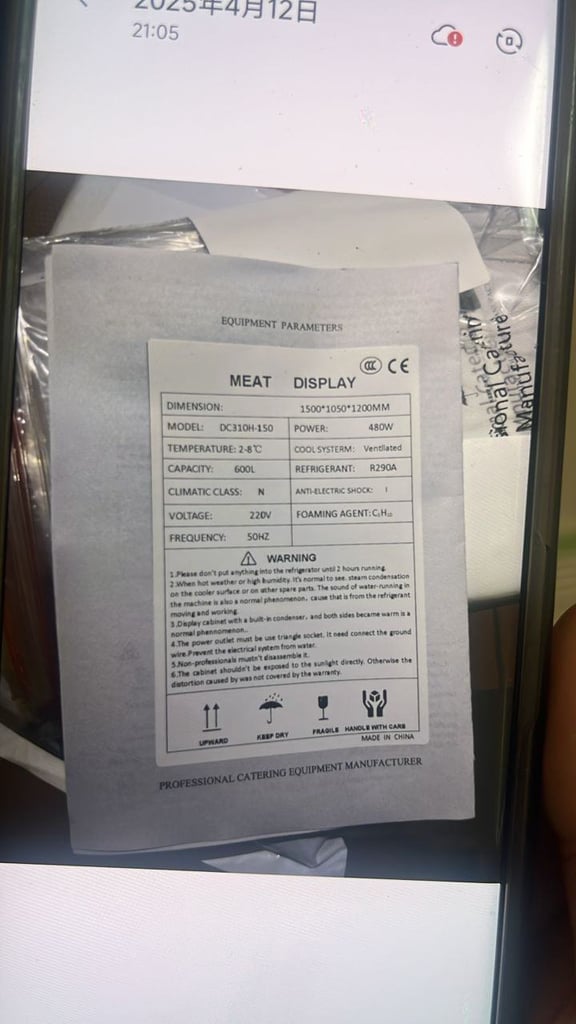 2025年4月12日
21:05
EQUIPMENT PARAMETERS
CCC CE
MEAT DISPLAY
DIMENSION: 1500*1050*1200MM
MODEL: DC310H-150 POWER: 480W
TEMPERATURE: 2-8℃ COOL SYSTERM: Ventilated
CAPACITY: 600L REFRIGERANT: R290A
CLIMATIC CLASS: N ANTI-ELECTRIC SHOCK: I
VOLTAGE: 220V FOAMING AGENT:C₅H₁₀
FREQUENCY: 50HZ
WARNING
1.Please don't put anything into the refrigerator until 2 hours running.
2.When hot weather or high humidity. It's normal to see. steam condensation
on the cooler surface or on other spare parts. The sound of water-running in
the machine is also a normal phenomenon, cause that is from the refrigerant
moving and working.
3.Display cabinet with a built-in condenser, and both sides became warm is a
normal phennomenon..
4.The power outlet must be use triangle socket. it need connect the ground
wire.Prevent the electrical system from water.
5.Non-professionals mustn't disassemble it.
6.The cabinet shouldn't be exposed to the sunlight directly. Otherwise the
distortion caused by was not covered by the warranty.
UPWARD KEEP DRY FRAGILE HANDLE WITH CARE
MADE IN CHINA
PROFESSIONAL CATERING EQUIPMENT MANUFACTURER
ional Ca
Manufacture